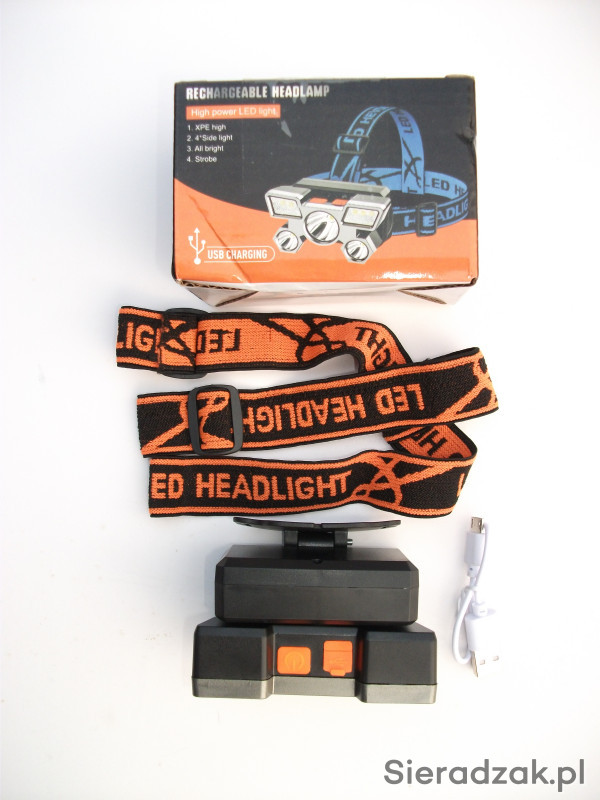 RECHARGEABLE HEADLAMP
High power LED light,
1. XPE high
2. 4*Side light
3. All bright
4. Strobe
LED HEADLIGHT
USB CHARGING
LED
LED HEADLIGHT
ED HEADLIGHT
Sieradzak.pl